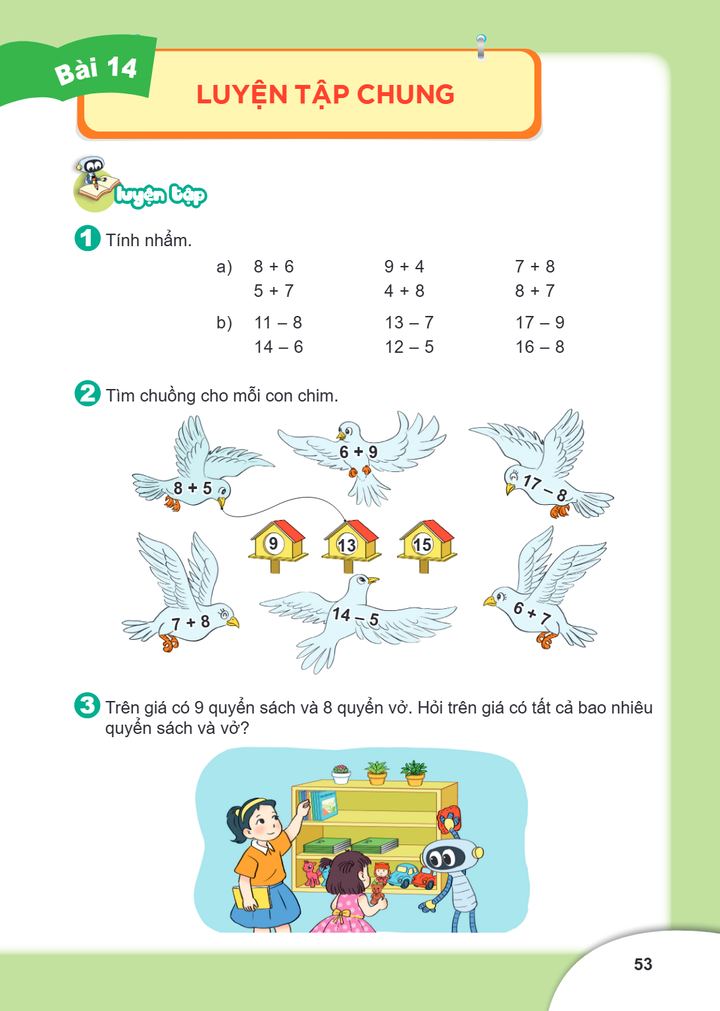 Bài 14
LUYỆN TẬP CHUNG
luyện tập
1 Tính nhẩm.
a) 8 + 6 9 + 4 7 + 8
5 + 7 4 + 8 8 + 7
b) 11 – 8 13 – 7 17 – 9
14 – 6 12 – 5 16 – 8
2 Tìm chuồng cho mỗi con chim.
8 + 5 6 + 9 17 – 8
9 13 15
7 + 8 14 – 5 6 + 7
3 Trên giá có 9 quyển sách và 8 quyển vở. Hỏi trên giá có tất cả bao nhiêu
quyển sách và vở?
53